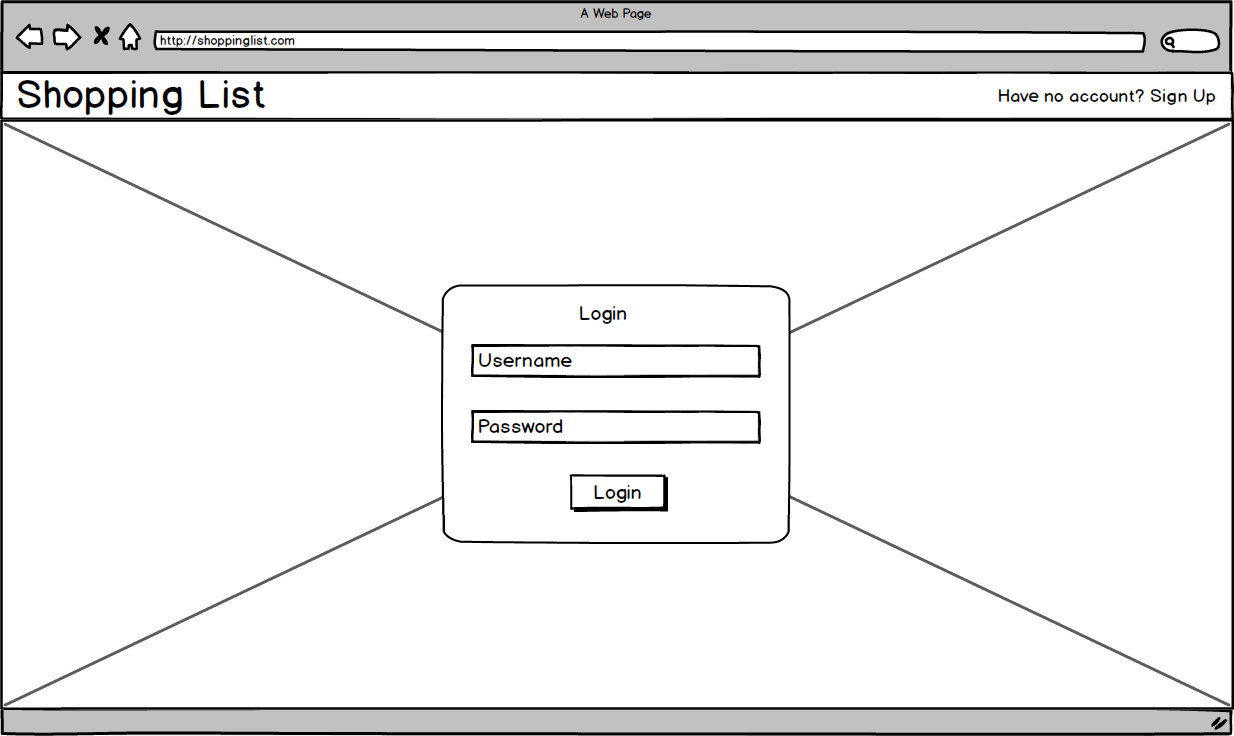 A Web Page
http://shoppinglist.com
Shopping List
Have no account? Sign Up
Login
Username
Password
Login